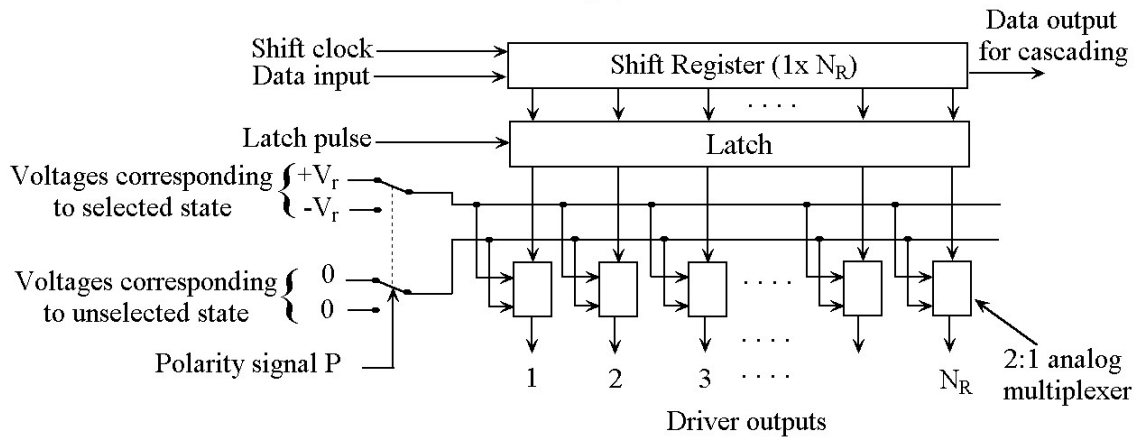 Data output
for cascading
Shift clock
Data input
Shift Register (1x N_R)
. . . .
Latch pulse
Latch
Voltages corresponding
to selected state
{ +V_r
-V_r
Voltages corresponding
to unselected state
{ 0
0
. . . .
Polarity signal P
. . . .
1 2 3 . . . . N_R
2:1 analog
multiplexer
Driver outputs